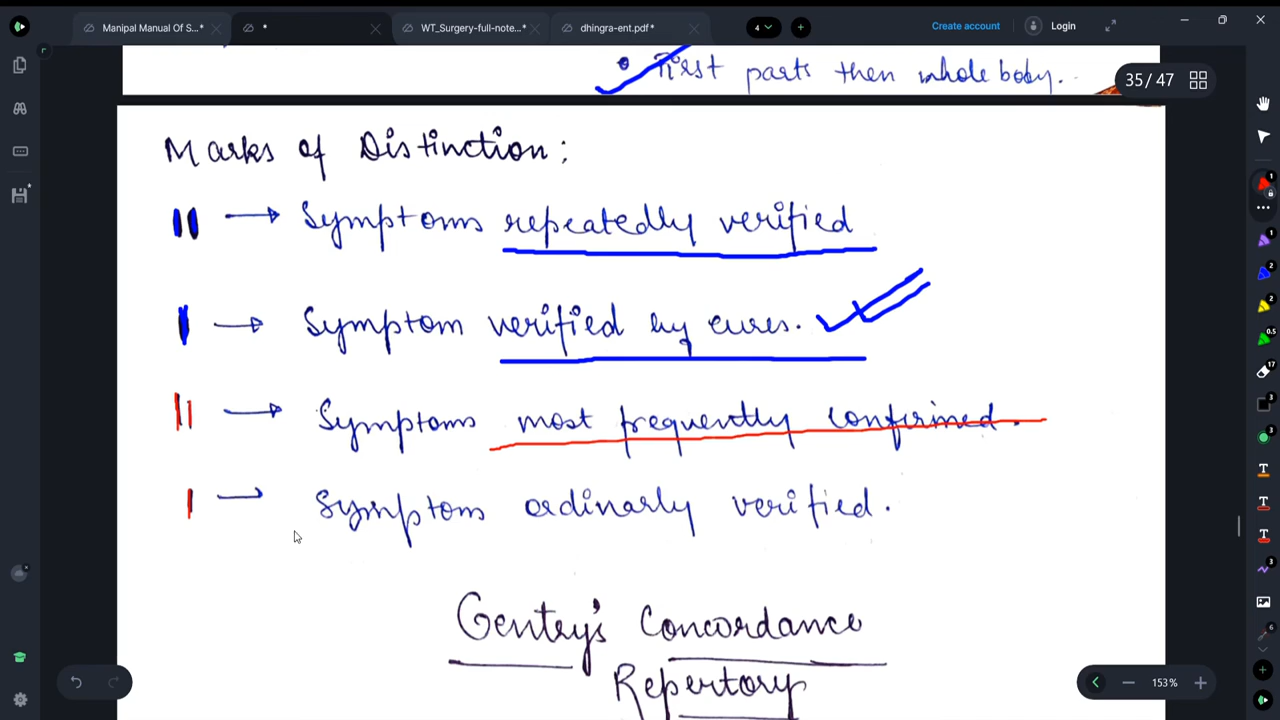 Manipal Manual Of S...*
*
WT_Surgery-full-note...*
dhingra-ent.pdf*
4
Create account
Login
First parts then whole body.
35/47
Marks of Distinction:
|| → Symptoms repeatedly verified
| → Symptom verified by cures.
|| → Symptoms most frequently confirmed.
| → Symptom ordinarly verified.
Gentry's Concordance
Repertory
153%